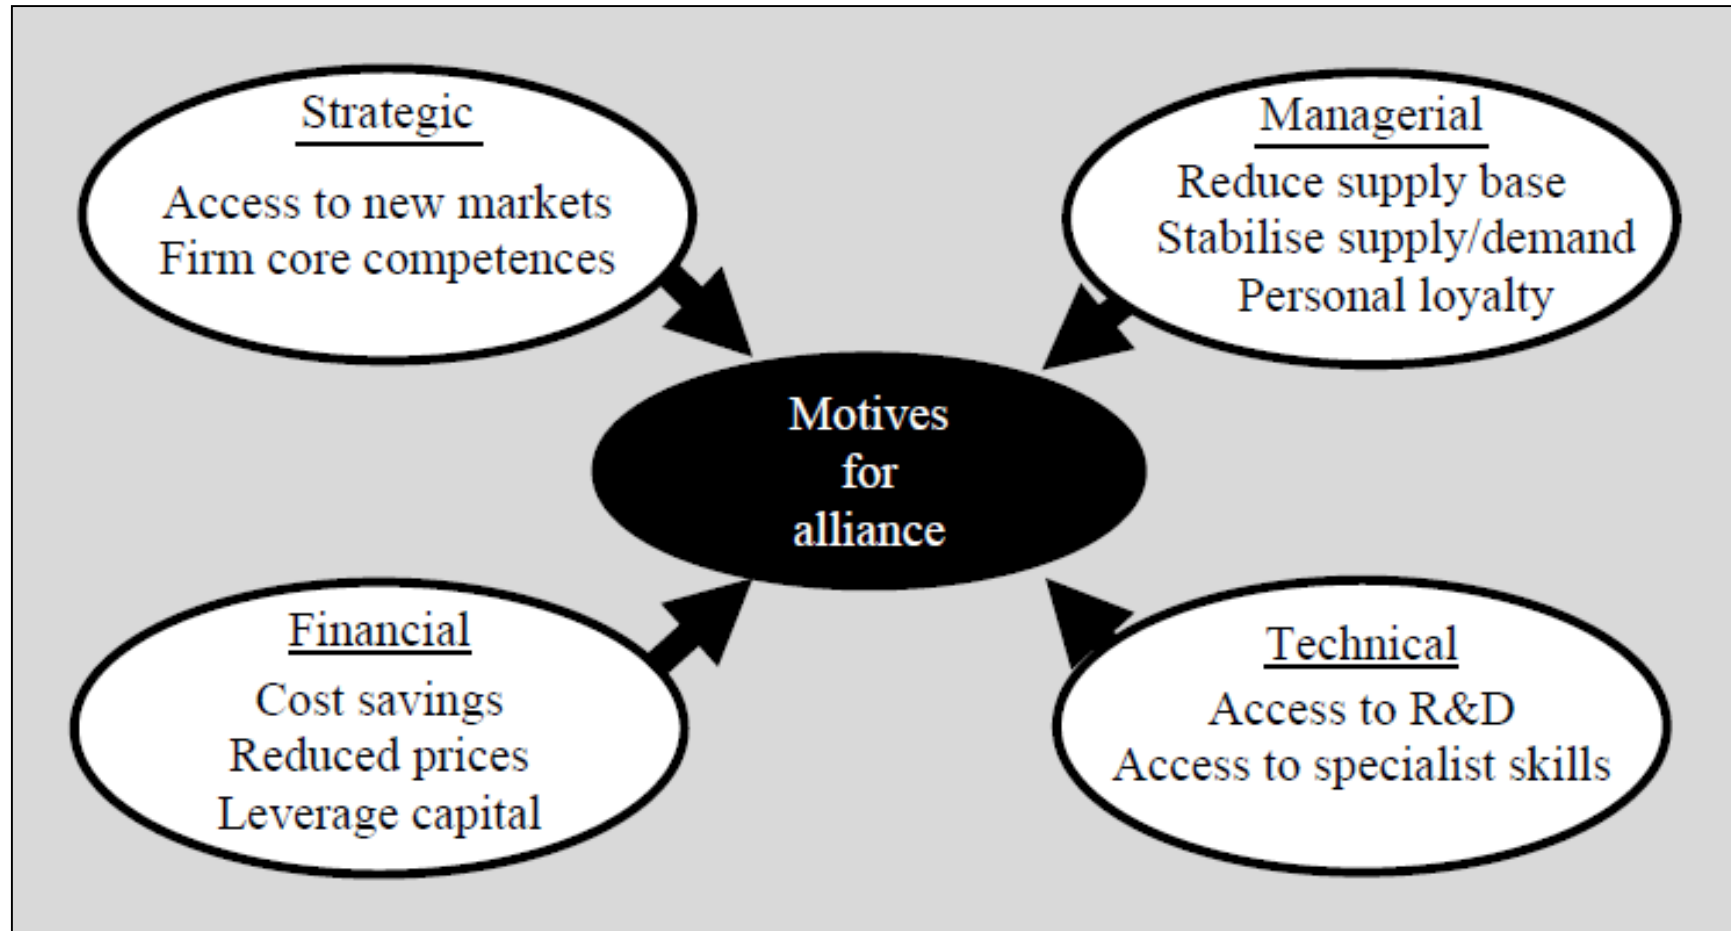 Strategic
Access to new markets
Firm core competences
Managerial
Reduce supply base
Stabilise supply/demand
Personal loyalty
Motives
for
alliance
Financial
Cost savings
Reduced prices
Leverage capital
Technical
Access to R&D
Access to specialist skills